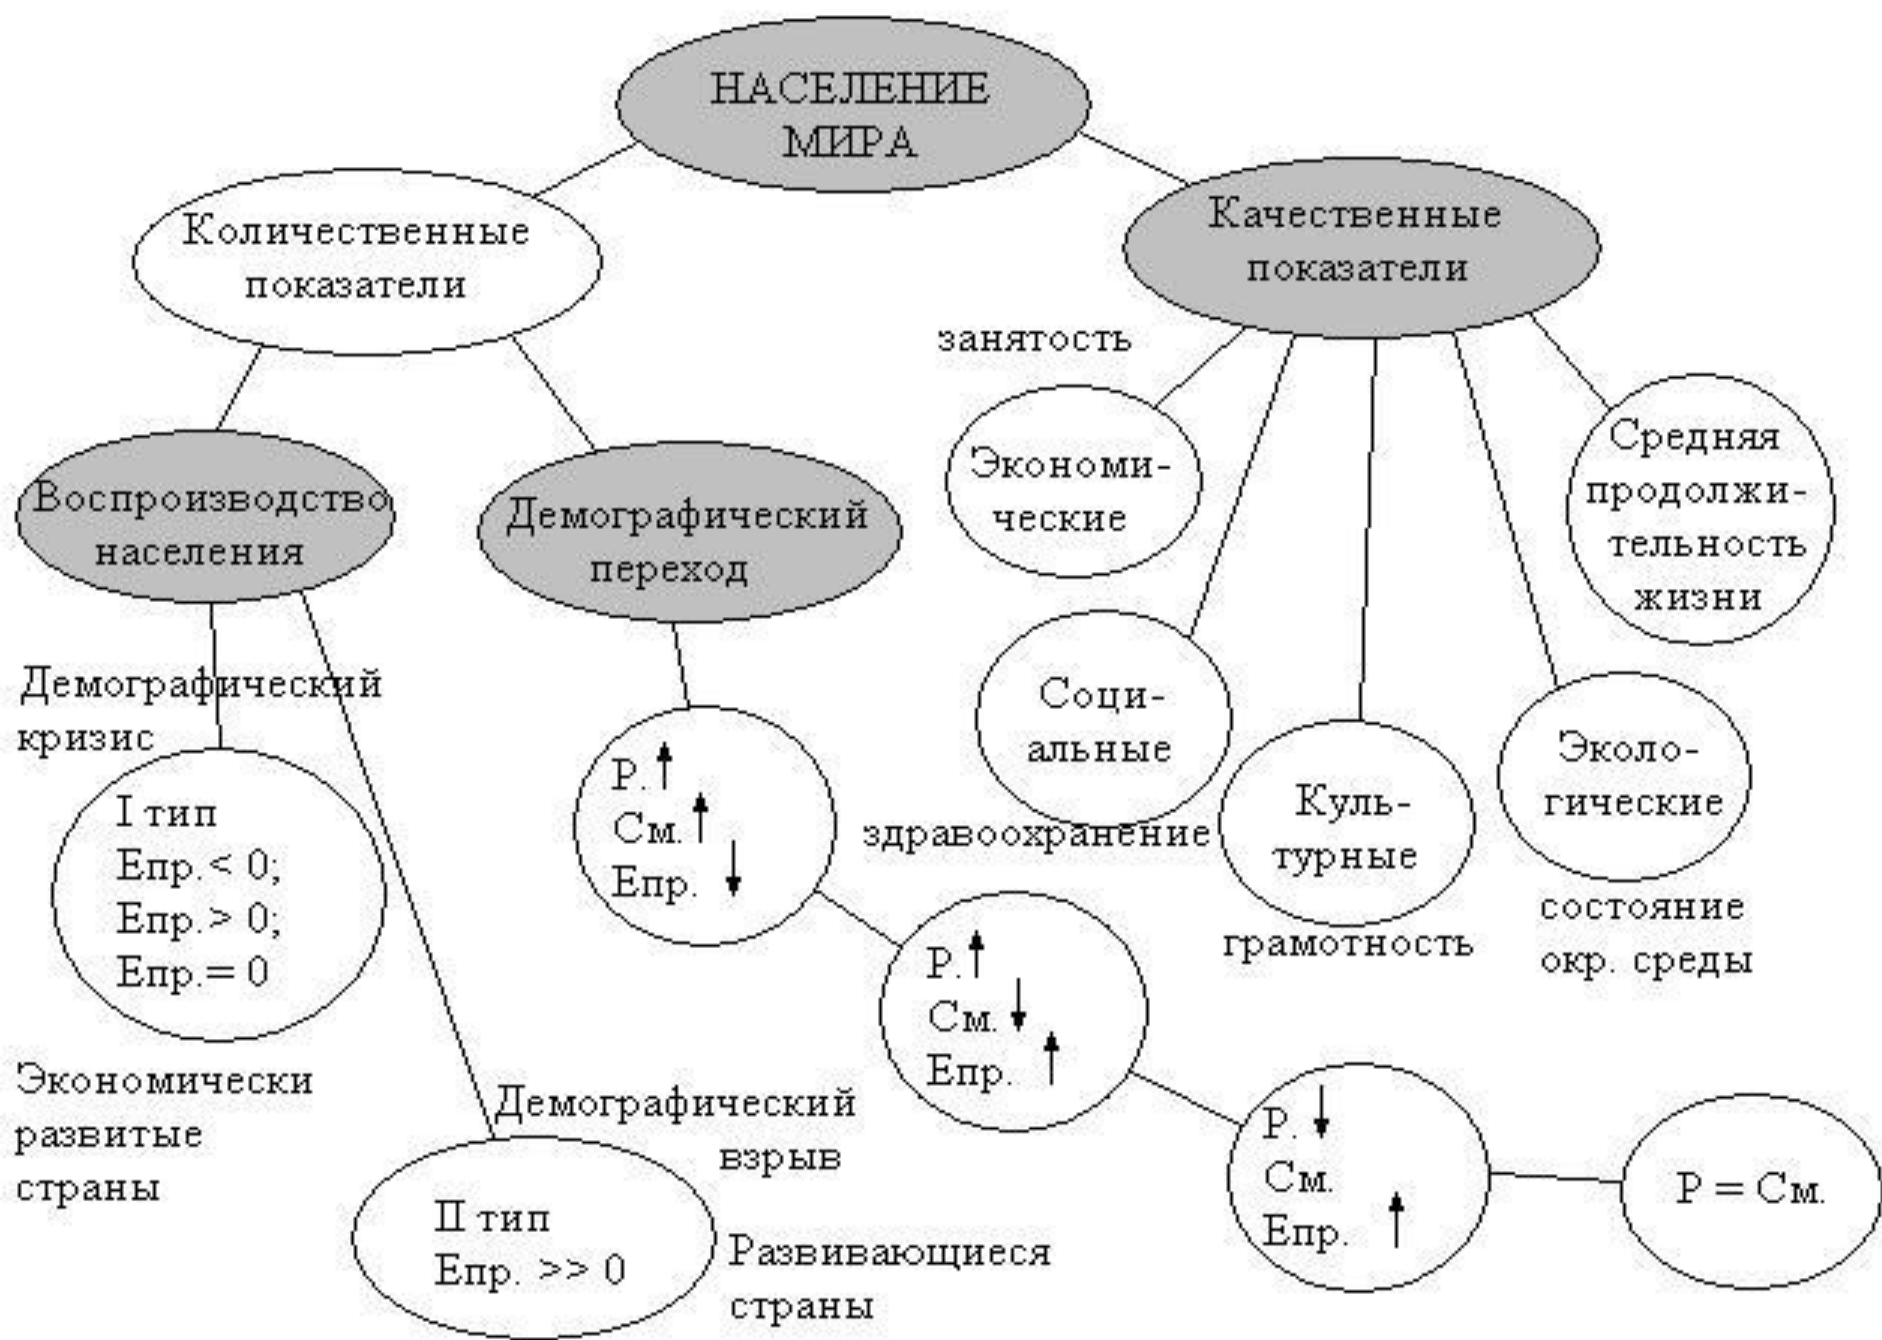 НАСЕЛЕНИЕ
МИРА
Количественные
показатели
Качественные
показатели
Воспроизводство
населения
Демографический
переход
занятость
Экономи-
ческие
Средняя
продолжи-
тельность
жизни
Соци-
альные
здравоохранение
Куль-
турные
грамотность
Эколо-
гические
состояние
окр. среды
Демографический
кризис
I тип
Епр. < 0;
Епр. > 0;
Епр. = 0
Экономически
развитые
страны
Демографический
взрыв
II тип
Епр. >> 0
Развивающиеся
страны
Р. ↑
См. ↑
Епр. ↓
Р. ↑
См. ↓
Епр. ↑
Р. ↓
См.
Епр. ↑
Р = См.